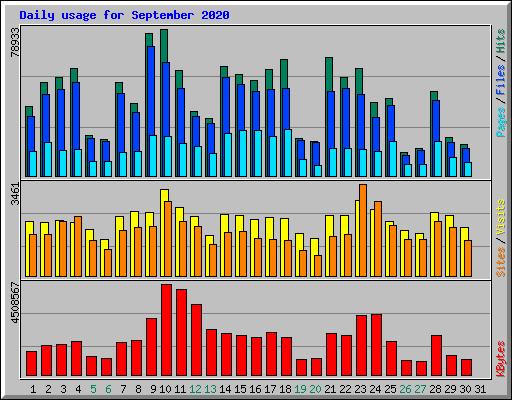 Daily usage for September 2020
78933
3461
4508567
Pages / Files / Hits
Sites / Visits
KBytes
1 2 3 4 5 6 7 8 9 10 11 12 13 14 15 16 17 18 19 20 21 22 23 24 25 26 27 28 29 30 31